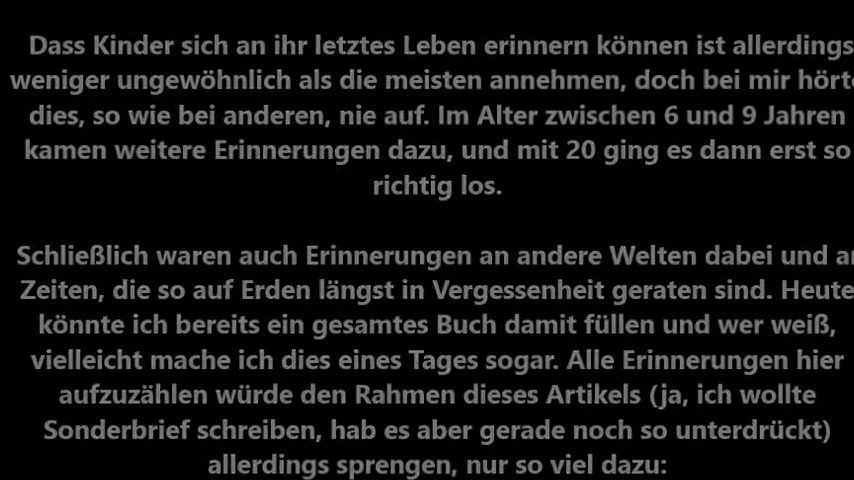 Dass Kinder sich an ihr letztes Leben erinnern können ist allerdings
weniger ungewöhnlich als die meisten annehmen, doch bei mir hörte
dies, so wie bei anderen, nie auf. Im Alter zwischen 6 und 9 Jahren
kamen weitere Erinnerungen dazu, und mit 20 ging es dann erst so
richtig los.
Schließlich waren auch Erinnerungen an andere Welten dabei und an
Zeiten, die so auf Erden längst in Vergessenheit geraten sind. Heute
könnte ich bereits ein gesamtes Buch damit füllen und wer weiß,
vielleicht mache ich dies eines Tages sogar. Alle Erinnerungen hier
aufzuzählen würde den Rahmen dieses Artikels (ja, ich wollte
Sonderbrief schreiben, hab es aber gerade noch so unterdrückt)
allerdings sprengen, nur so viel dazu: